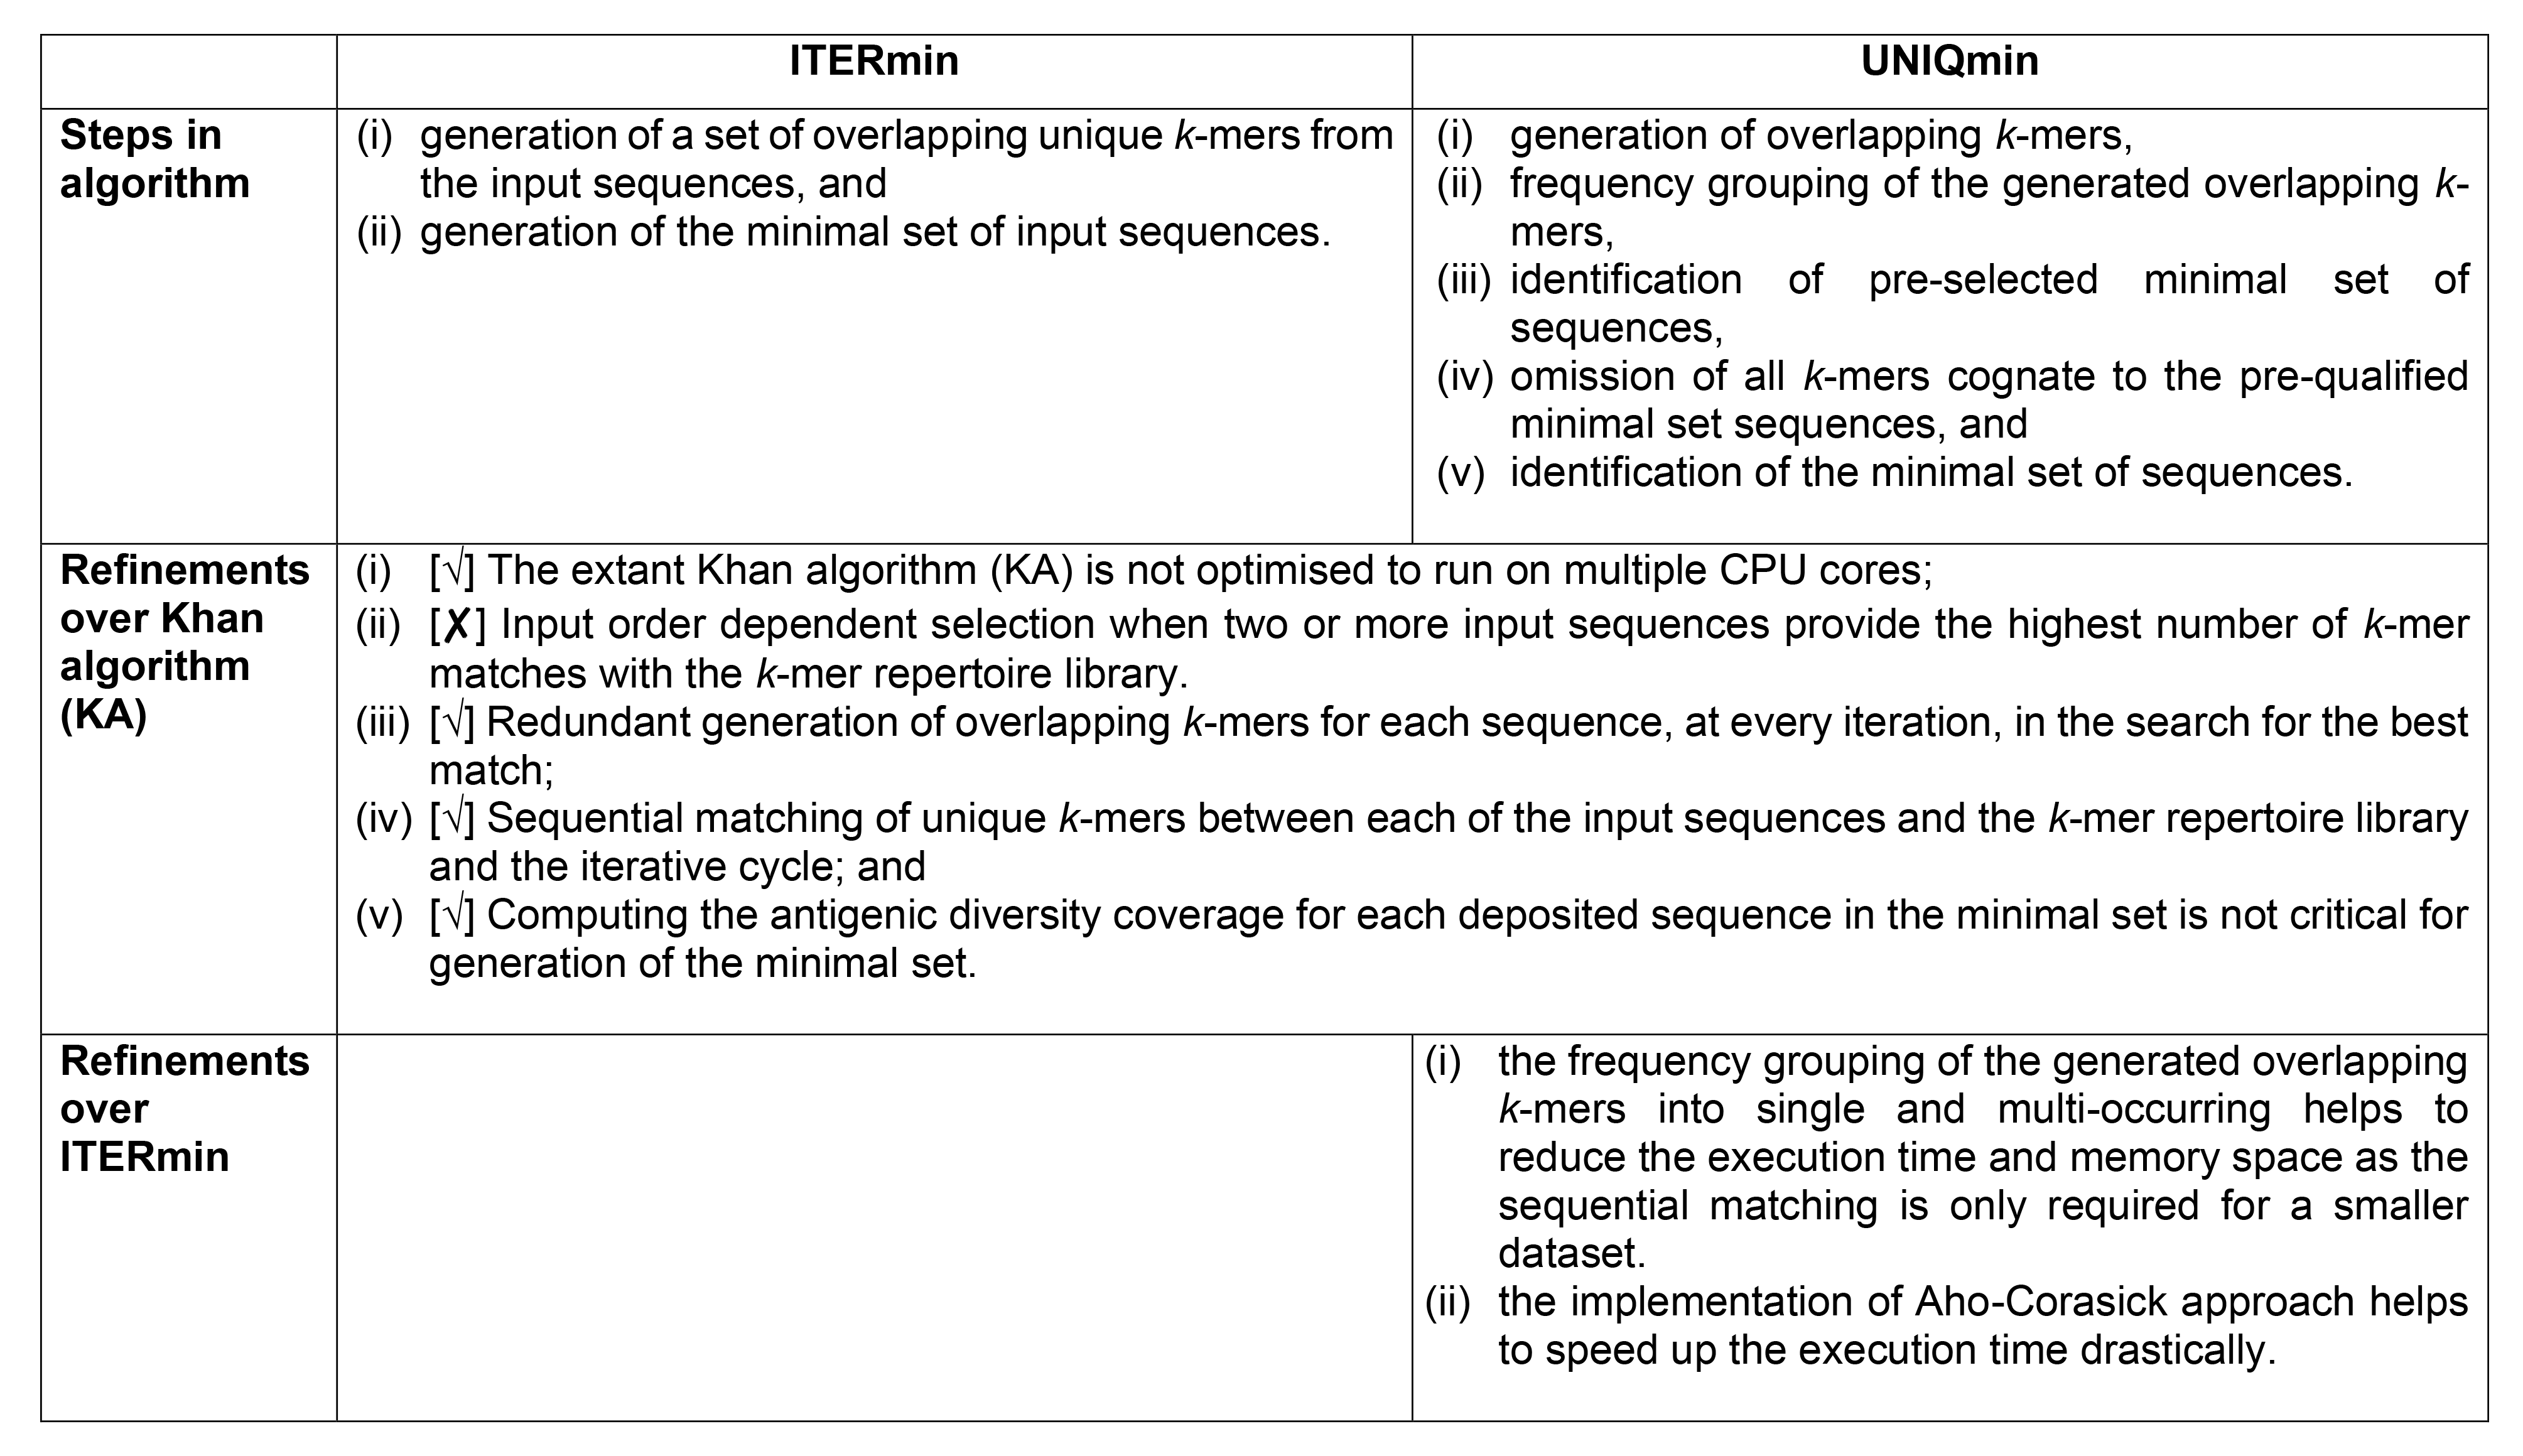 ITERmin
UNIQmin
Steps in
algorithm
(i) generation of a set of overlapping unique k-mers from
the input sequences, and
(ii) generation of the minimal set of input sequences.
(i) generation of overlapping k-mers,
(ii) frequency grouping of the generated overlapping k-
mers,
(iii) identification of pre-selected minimal set of
sequences,
(iv) omission of all k-mers cognate to the pre-qualified
minimal set sequences, and
(v) identification of the minimal set of sequences.
Refinements
over Khan
algorithm
(KA)
(i) [√] The extant Khan algorithm (KA) is not optimised to run on multiple CPU cores;
(ii) [✗] Input order dependent selection when two or more input sequences provide the highest number of k-mer
matches with the k-mer repertoire library.
(iii) [√] Redundant generation of overlapping k-mers for each sequence, at every iteration, in the search for the best
match;
(iv) [√] Sequential matching of unique k-mers between each of the input sequences and the k-mer repertoire library
and the iterative cycle; and
(v) [√] Computing the antigenic diversity coverage for each deposited sequence in the minimal set is not critical for
generation of the minimal set.
Refinements
over
ITERmin
(i) the frequency grouping of the generated overlapping
k-mers into single and multi-occurring helps to
reduce the execution time and memory space as the
sequential matching is only required for a smaller
dataset.
(ii) the implementation of Aho-Corasick approach helps
to speed up the execution time drastically.